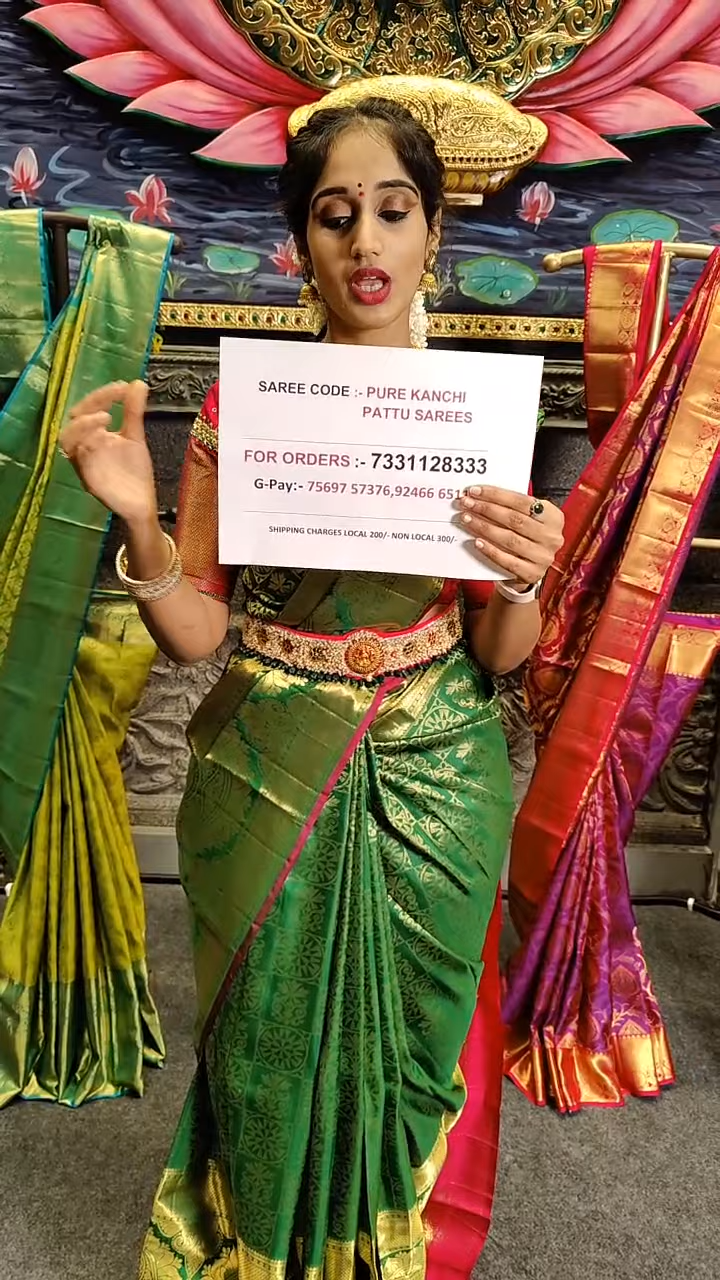 SAREE CODE :- PURE KANCHI
PATTU SAREES
FOR ORDERS :- 7331128333
G-Pay:- 75697 57376,92466
SHIPPING CHARGES LOCAL 200/- NON LOCAL 300/-